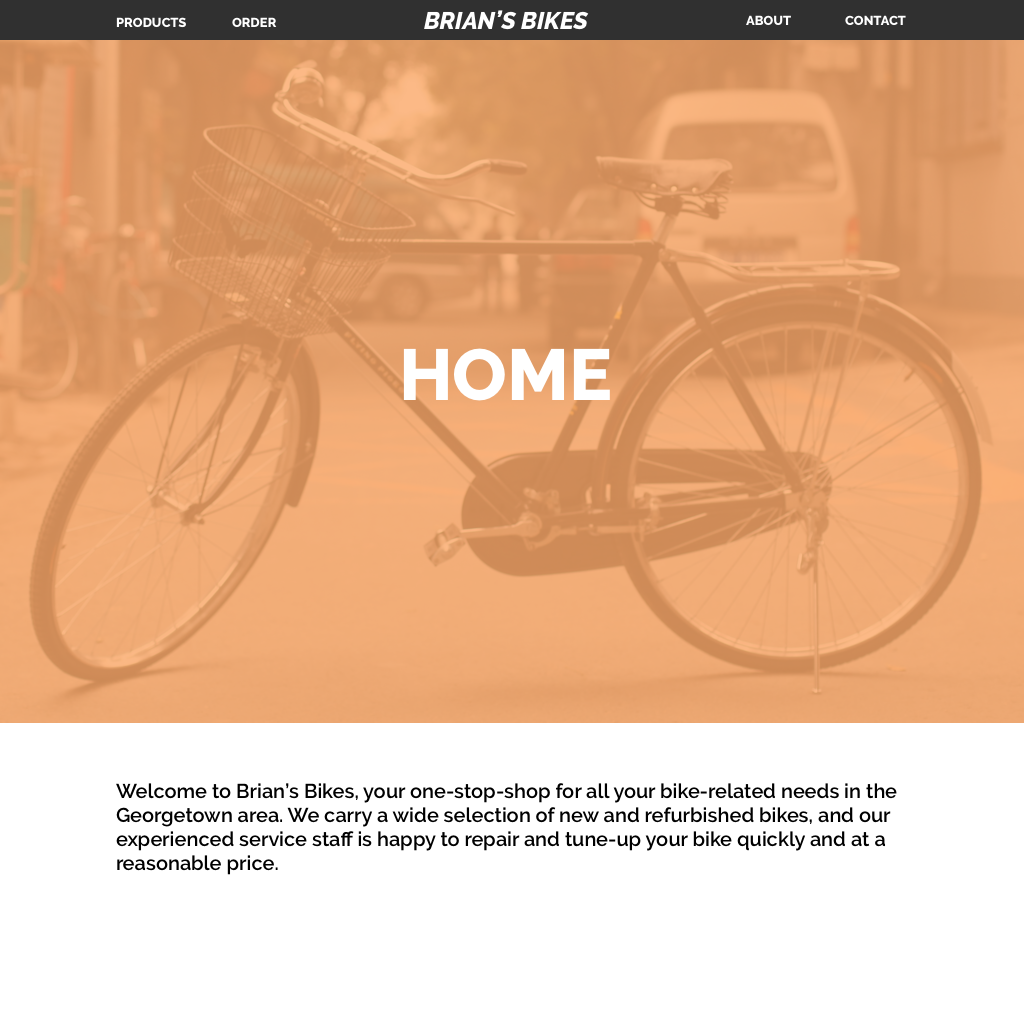 PRODUCTS ORDER BRIAN’S BIKES ABOUT CONTACT
HOME
Welcome to Brian’s Bikes, your one-stop-shop for all your bike-related needs in the
Georgetown area. We carry a wide selection of new and refurbished bikes, and our
experienced service staff is happy to repair and tune-up your bike quickly and at a
reasonable price.